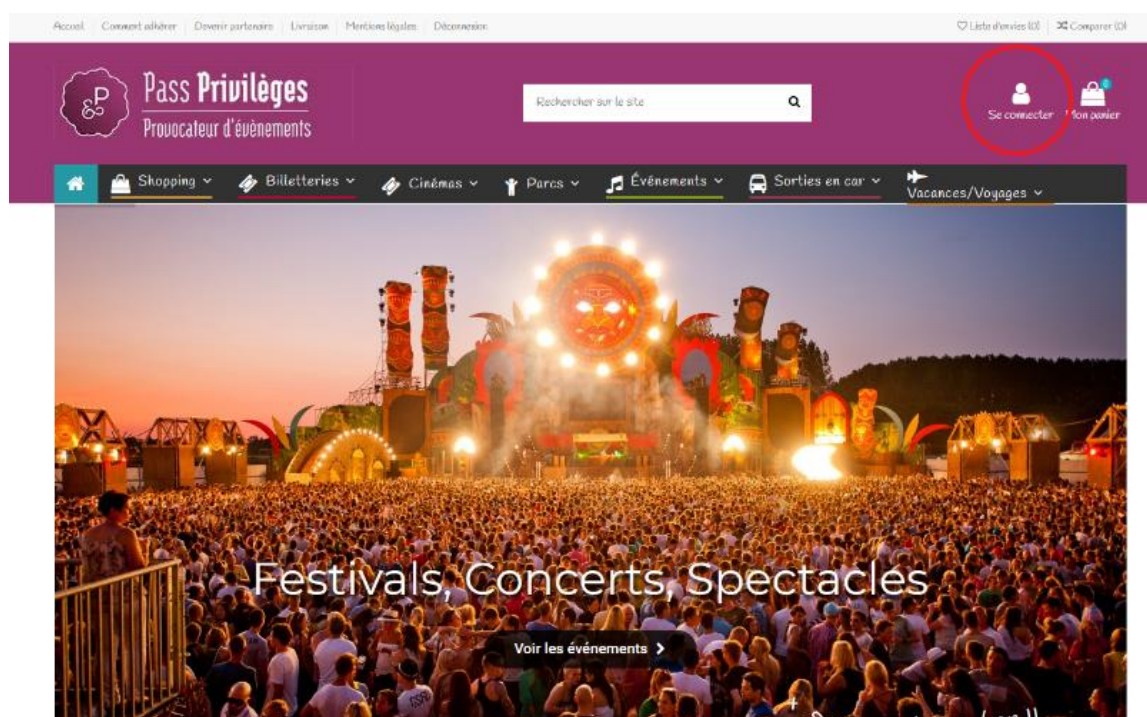 Accueil Comment adhérer Devenir partenaire Livraison Mentions légales Déconnexion Liste d'envies (0) Comparer (0)
&P Pass Privilèges
Provocateur d'évènements
Rechercher sur le site
Se connecter
0
Mon panier
Shopping Billetteries Cinémas Parcs Événements Sorties en car Vacances/Voyages
Festivals, Concerts, Spectacles
Voir les événements